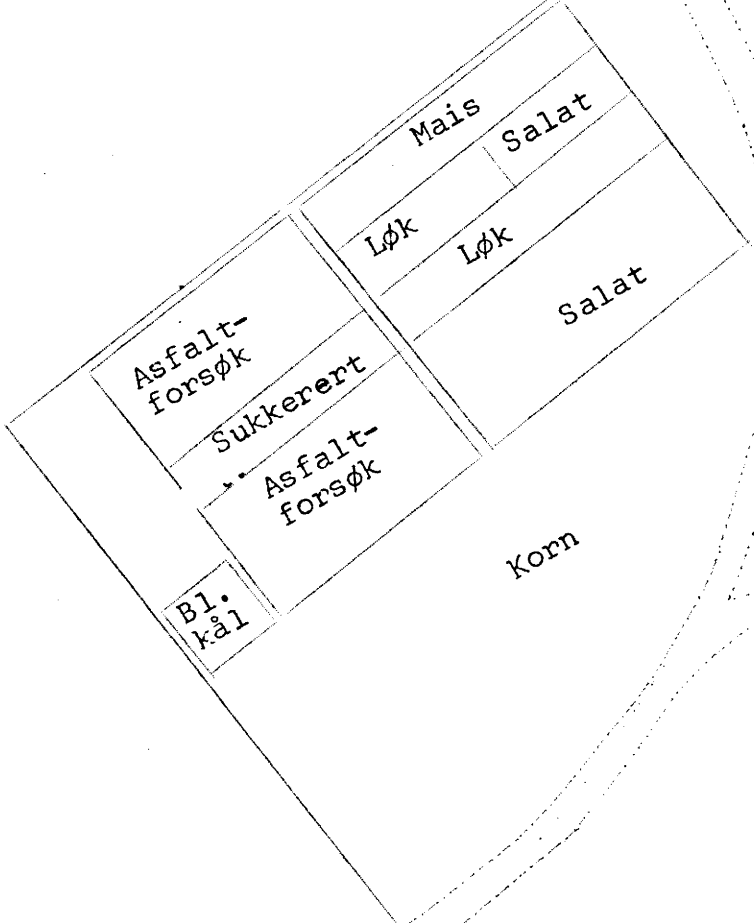 Mais
Salat
Løk
Løk
Salat
Asfalt-
forsøk
Sukkerert
Asfalt-
forsøk
Korn
Bl.
kål